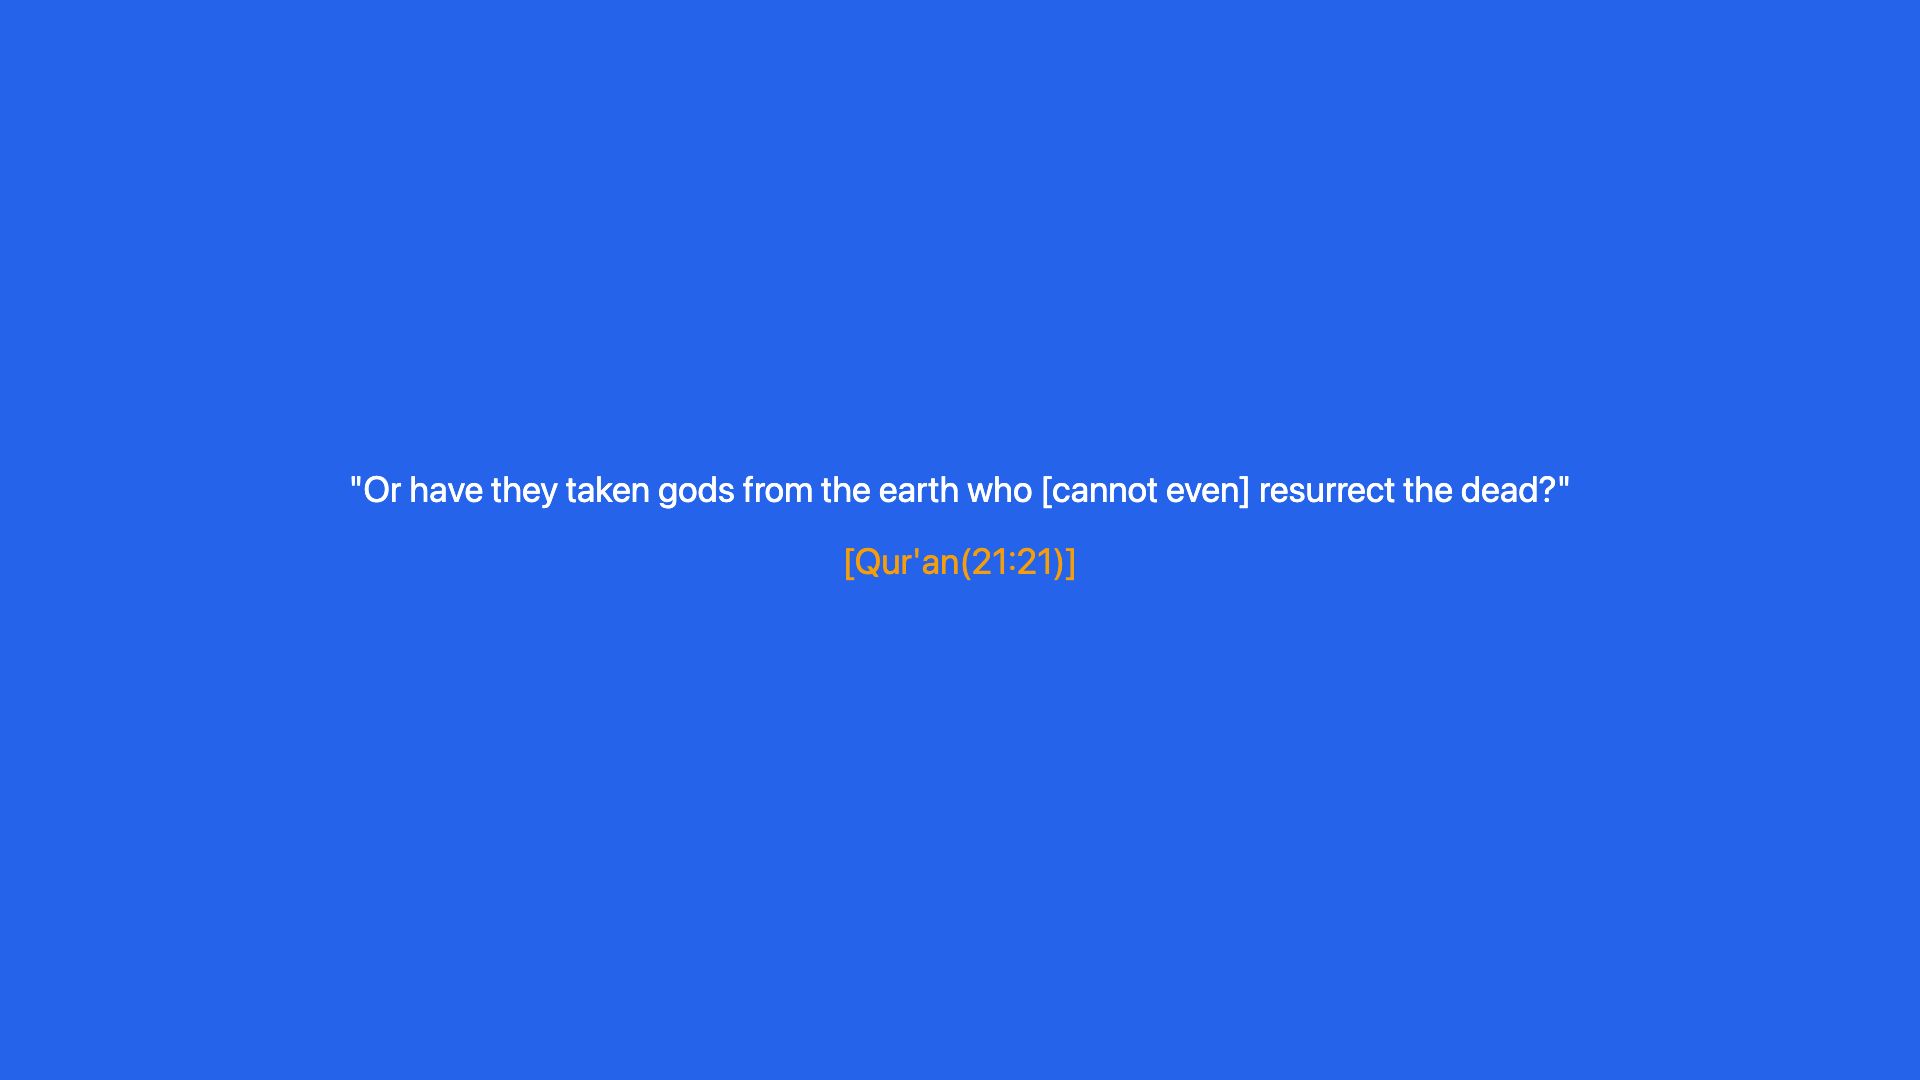 "Or have they taken gods from the earth who [cannot even] resurrect the dead?"
[Qur'an(21:21)]